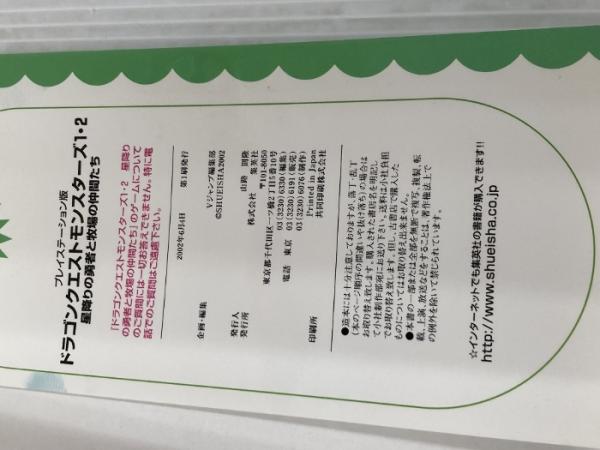 プレイステーション版
ドラゴンクエストモンスターズ1・2
星降りの勇者と牧場の仲間たち
「ドラゴンクエストモンスターズ1・2　星降り
の勇者と牧場の仲間たち」のゲームについて
のご質問には一切お答えできません。特に電
話でのご質問はご遠慮下さい。
2002年6月4日　第1刷発行
企画・編集　Vジャンプ編集部
©SHUEISHA2002
発行人　山路　則隆
発行所　株式会社　集英社
〒101-8050
東京都千代田区一ツ橋2丁目5番10号
電話　東京　03(3230)6330(編集)
03(3230)6191(販売)
03(3230)6076(制作)
Printed in Japan
印刷所　共同印刷株式会社
●造本には十分注意しておりますが、落丁・乱丁
(本のページ順序の間違いや抜け落ち)の場合は
お取り替え致します。購入された書店名を明記し
て小社制作部宛にお送り下さい。送料は小社負担
でお取り替え致します。但し、古書店で購入した
ものについてはお取り替え出来ません。
●本書の一部または全部を無断で複写、複製、転
載、上演、放送などをすることは、著作権法上で
の例外を除いて禁じられています。
☆インターネットでも集英社の書籍が購入できます!!
http://www.shueisha.co.jp